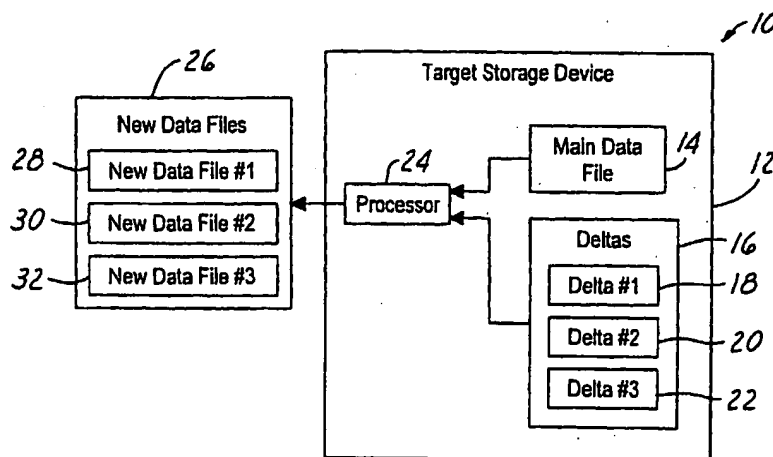 10
26
Target Storage Device
New Data Files
28
New Data File #1
24
Main Data
File
14
12
Processor
30
New Data File #2
Deltas
16
32
New Data File #3
Delta #1
18
Delta #2
20
Delta #3
22